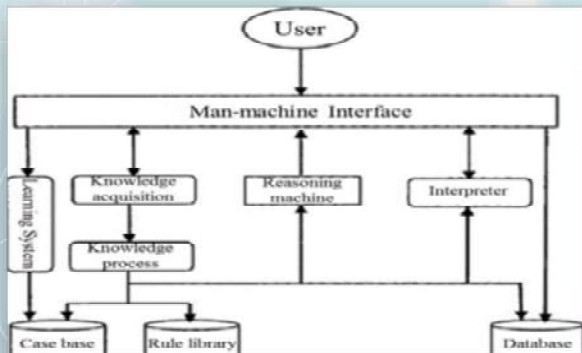 User
Man-machine Interface
Learning System
Knowledge
acquisition
Reasoning
machine
Interpreter
Knowledge
process
Case base
Rule library
Database